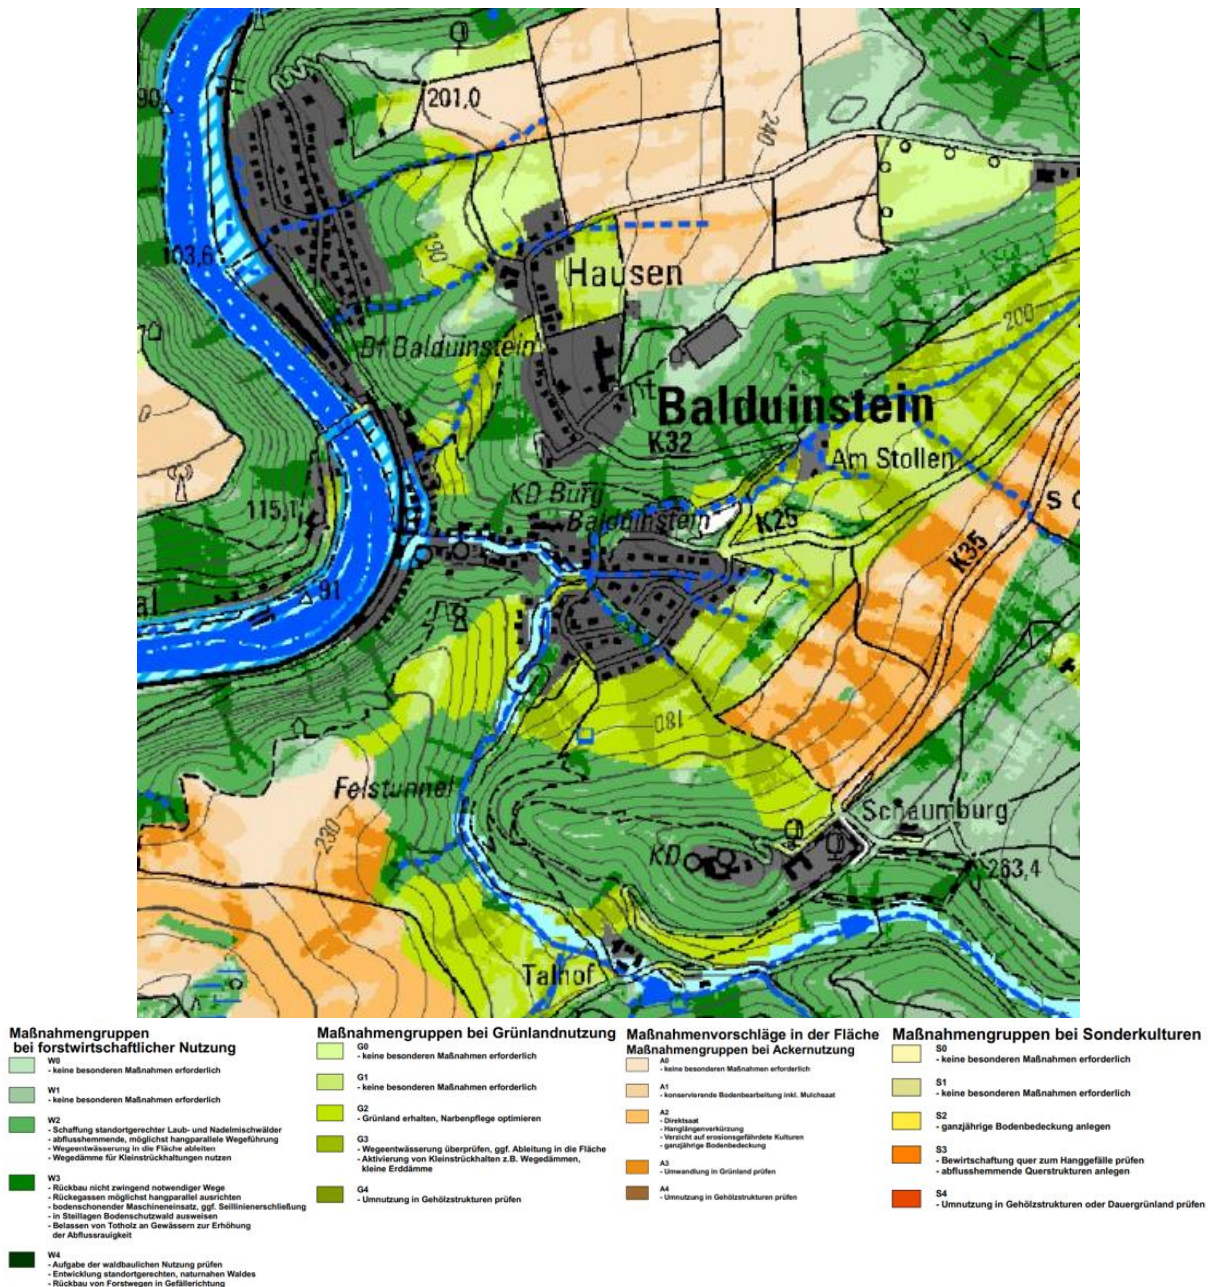 90
201,0
240
103,6
190
Hausen
Bf Balduinstein
200
Balduinstein
K32
Am Stollen
KD Burg
Balduinstein
115,1
K25
K35
91
al
180
Felstunnel
230
Schaumburg
KD
263,4
Talhof
Maßnahmengruppen
bei forstwirtschaftlicher Nutzung
W0
- keine besonderen Maßnahmen erforderlich
W1
- keine besonderen Maßnahmen erforderlich
W2
- Schaffung standortgerechter Laub- und Nadelmischwälder
- abflusshemmende, möglichst hangparallele Wegeführung
- Wegeentwässerung in die Fläche ableiten
- Wegedämme für Kleinstrückhaltungen nutzen
W3
- Rückbau nicht zwingend notwendiger Wege
- Rückegassen möglichst hangparallel ausrichten
- bodenschonender Maschineneinsatz, ggf. Seillinienerschließung
- in Steillagen Bodenschutzwald ausweisen
- Belassen von Totholz an Gewässern zur Erhöhung
der Abflussrauigkeit
W4
- Aufgabe der waldbaulichen Nutzung prüfen
- Entwicklung standortgerechten, naturnahen Waldes
- Rückbau von Forstwegen in Gefällerichtung
Maßnahmengruppen bei Grünlandnutzung
G0
- keine besonderen Maßnahmen erforderlich
G1
- keine besonderen Maßnahmen erforderlich
G2
- Grünland erhalten, Narbenpflege optimieren
G3
- Wegeentwässerung überprüfen, ggf. Ableitung in die Fläche
- Aktivierung von Kleinstrückhalten z.B. Wegedämmen,
kleine Erddämme
G4
- Umnutzung in Gehölzstrukturen prüfen
Maßnahmenvorschläge in der Fläche
Maßnahmengruppen bei Ackernutzung
A0
- keine besonderen Maßnahmen erforderlich
A1
- konservierende Bodenbearbeitung inkl. Mulchsaat
A2
- Direktsaat
- Hanglängenverkürzung
- Verzicht auf erosionsgefährdete Kulturen
- ganzjährige Bodenbedeckung
A3
- Umwandlung in Grünland prüfen
A4
- Umnutzung in Gehölzstrukturen prüfen
Maßnahmengruppen bei Sonderkulturen
S0
- keine besonderen Maßnahmen erforderlich
S1
- keine besonderen Maßnahmen erforderlich
S2
- ganzjährige Bodenbedeckung anlegen
S3
- Bewirtschaftung quer zum Hanggefälle prüfen
- abflusshemmende Querstrukturen anlegen
S4
- Umnutzung in Gehölzstrukturen oder Dauergrünland prüfen